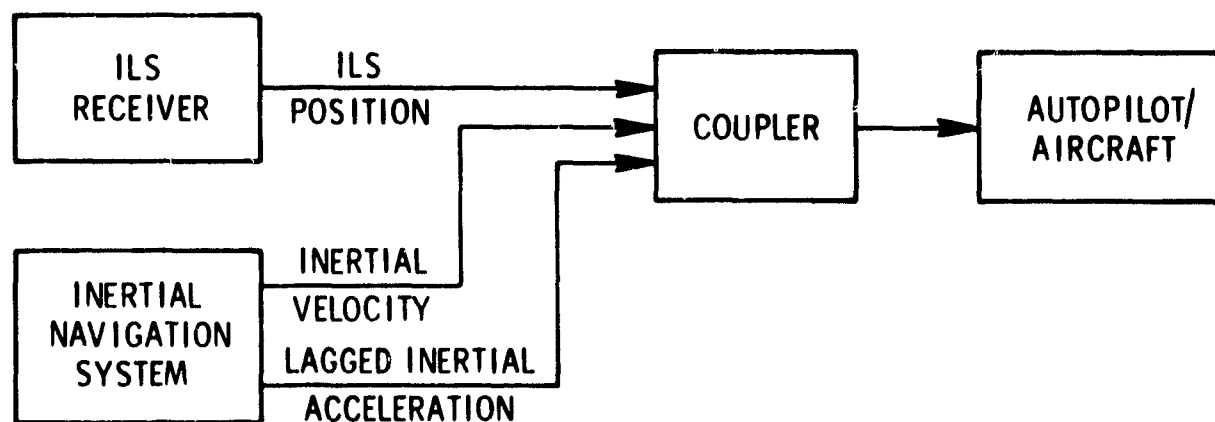 ILS
RECEIVER
ILS
POSITION
COUPLER
AUTOPILOT/
AIRCRAFT
INERTIAL
NAVIGATION
SYSTEM
INERTIAL
VELOCITY
LAGGED INERTIAL
ACCELERATION